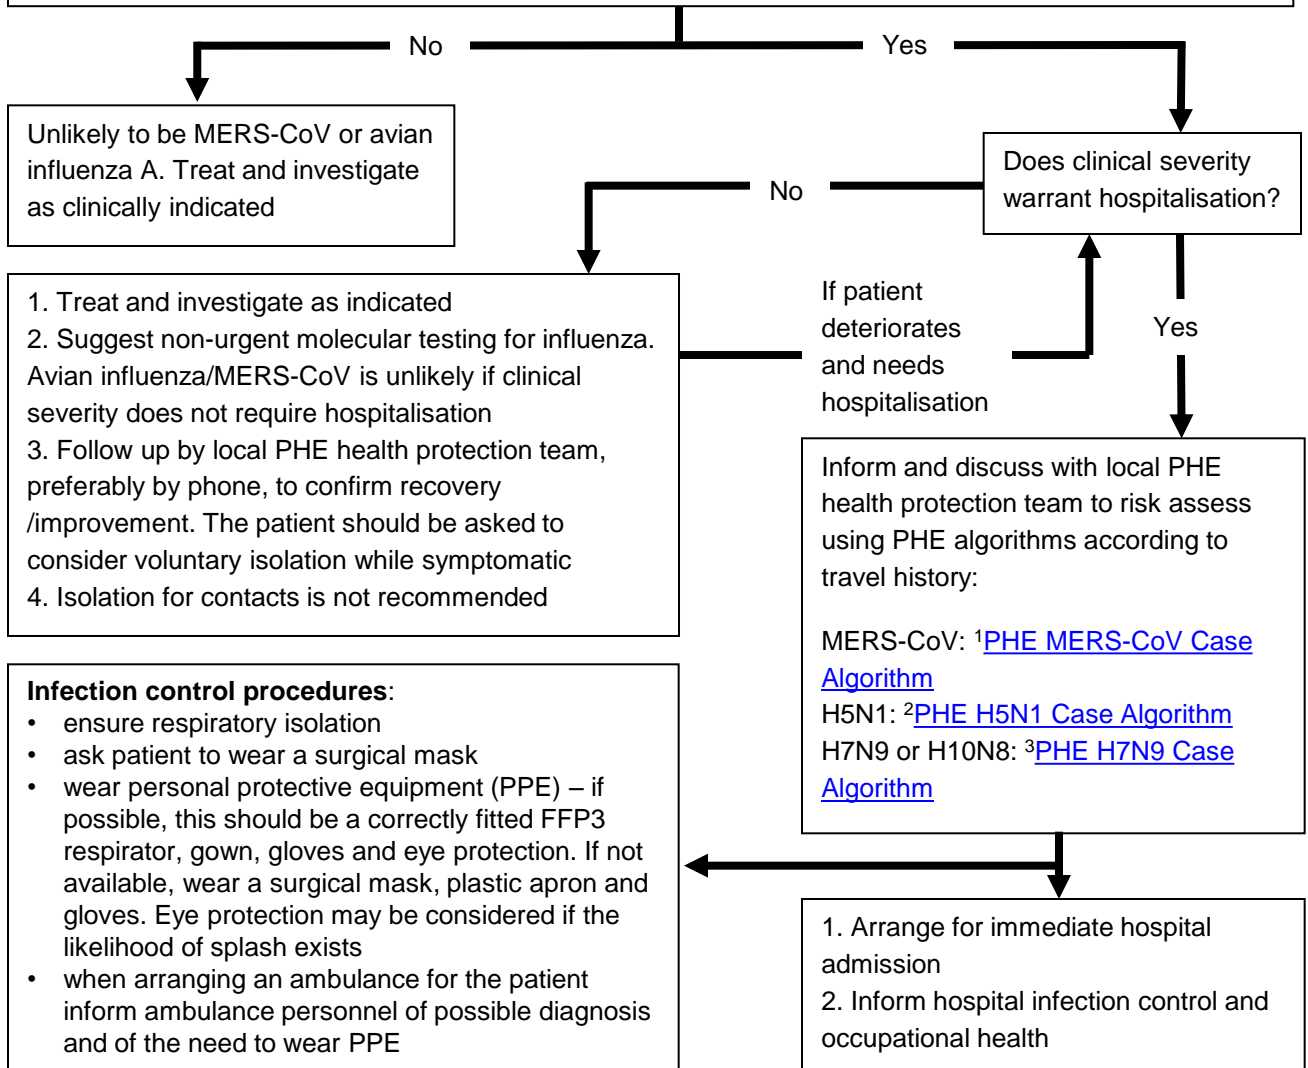 No
Yes
Unlikely to be MERS-CoV or avian
influenza A. Treat and investigate
as clinically indicated
Does clinical severity
warrant hospitalisation?
No
1. Treat and investigate as indicated
2. Suggest non-urgent molecular testing for influenza.
Avian influenza/MERS-CoV is unlikely if clinical
severity does not require hospitalisation
3. Follow up by local PHE health protection team,
preferably by phone, to confirm recovery
/improvement. The patient should be asked to
consider voluntary isolation while symptomatic
4. Isolation for contacts is not recommended
If patient
deteriorates
and needs
hospitalisation
Yes
Inform and discuss with local PHE
health protection team to risk assess
using PHE algorithms according to
travel history:
MERS-CoV: ¹PHE MERS-CoV Case
Algorithm
H5N1: ²PHE H5N1 Case Algorithm
H7N9 or H10N8: ³PHE H7N9 Case
Algorithm
Infection control procedures:
• ensure respiratory isolation
• ask patient to wear a surgical mask
• wear personal protective equipment (PPE) – if
possible, this should be a correctly fitted FFP3
respirator, gown, gloves and eye protection. If not
available, wear a surgical mask, plastic apron and
gloves. Eye protection may be considered if the
likelihood of splash exists
• when arranging an ambulance for the patient
inform ambulance personnel of possible diagnosis
and of the need to wear PPE
1. Arrange for immediate hospital
admission
2. Inform hospital infection control and
occupational health